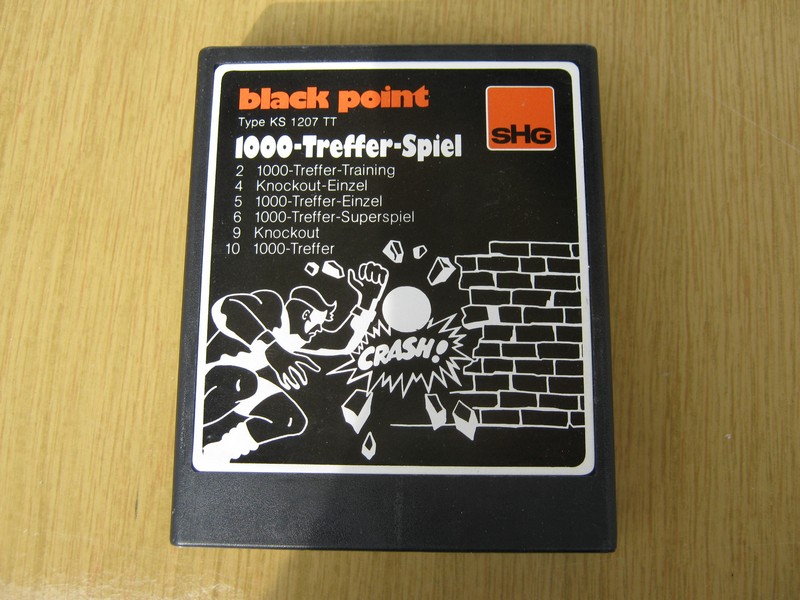 black point
SHG
Type KS 1207 TT
1000-Treffer-Spiel
2 1000-Treffer-Training
4 Knockout-Einzel
5 1000-Treffer-Einzel
6 1000-Treffer-Superspiel
9 Knockout
10 1000-Treffer
CRASH!